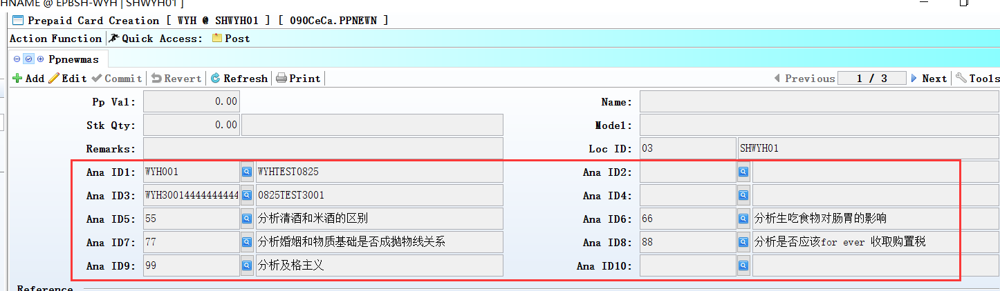 HNAME @ EPBSH-WYH | SHWYH01 ]
Prepaid Card Creation [ WYH @ SHWYH01 ] [ 090CeCa.PPNEWN ]
Action Function Quick Access: Post
Ppnewmas
Add Edit Commit Revert Refresh Print Previous 1 / 3 Next Tools
Pp Val: 0.00 Name:
Stk Qty: 0.00 Model:
Remarks: Loc ID: 03 SHWYH01
Ana ID1: WYH001 WYHTEST0825 Ana ID2:
Ana ID3: WYH30014444444444 0825TEST3001 Ana ID4:
Ana ID5: 55 分析清酒和米酒的区别 Ana ID6: 66 分析生吃食物对肠胃的影响
Ana ID7: 77 分析婚姻和物质基础是否成抛物线关系 Ana ID8: 88 分析是否应该for ever 收取购置税
Ana ID9: 99 分析及格主义 Ana ID10:
Reference